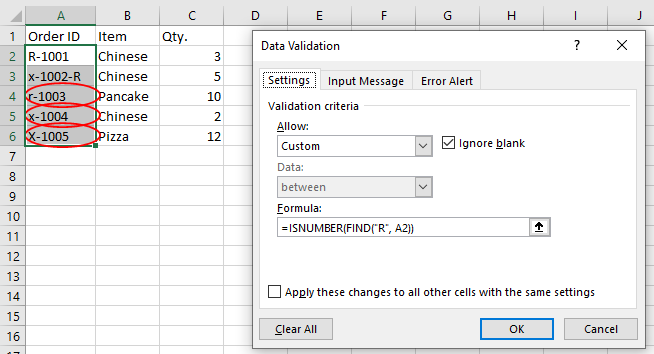 A B C D E F G H I J
1 Order ID Item Qty.
2 R-1001 Chinese 3
3 x-1002-R Chinese 5
4 r-1003 Pancake 10
5 x-1004 Chinese 2
6 X-1005 Pizza 12
7
8
9
10
11
12
13
14
15
16
17
Data Validation
? ×
Settings Input Message Error Alert
Validation criteria
Allow:
Custom Ignore blank
Data:
between
Formula:
=ISNUMBER(FIND("R", A2))
Apply these changes to all other cells with the same settings
Clear All OK Cancel